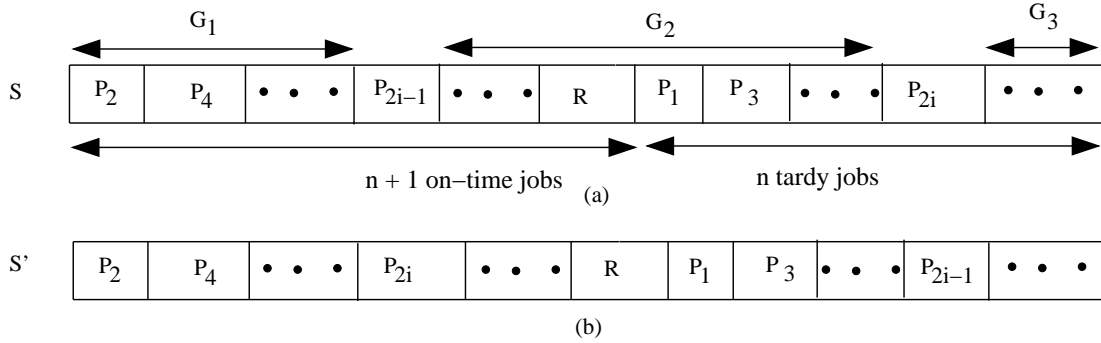 G₁ G₂ G₃
S P₂ P₄ • • • P₂ᵢ₋₁ • • • R P₁ P₃ • • • P₂ᵢ • • •
n + 1 on−time jobs n tardy jobs
(a)
S' P₂ P₄ • • • P₂ᵢ • • • R P₁ P₃ • • • P₂ᵢ₋₁ • • •
(b)